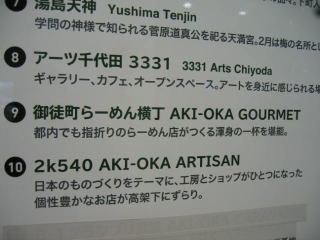 7 湯島天神 Yushima Tenjin
学問の神様で知られる菅原道真公を祀る天満宮。2月は梅の名所とし
8 アーツ千代田 3331 3331 Arts Chiyoda
ギャラリー、カフェ、オープンスペース。アートを身近に感じられる場
9 御徒町らーめん横丁 AKI-OKA GOURMET
都内でも指折りのらーめん店がつくる渾身の一杯を堪能。
10 2k540 AKI-OKA ARTISAN
日本のものづくりをテーマに、工房とショップがひとつになった
個性豊かなお店が高架下にずらり。